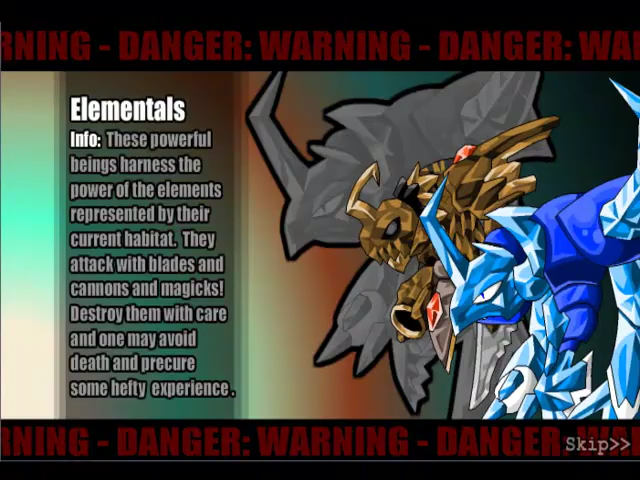 RNING - DANGER: WARNING - DANGER: WA
Elementals
Info: These powerful
beings harness the
power of the elements
represented by their
current habitat. They
attack with blades and
cannons and magicks!
Destroy them with care
and one may avoid
death and precure
some hefty experience.
RNING - DANGER: WARNING - DANGER: WARN
Skip>>